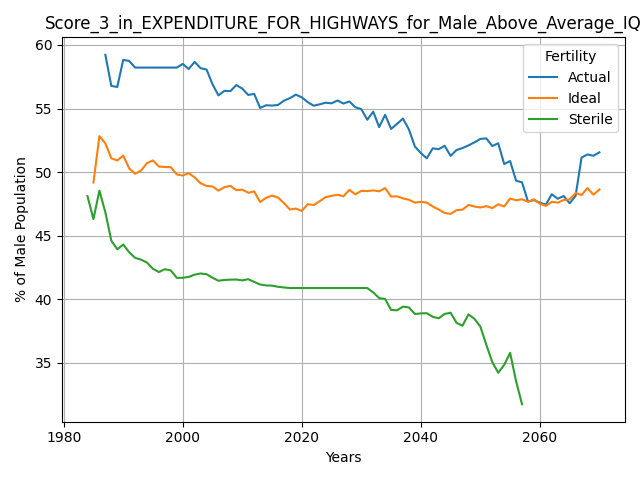 Score_3_in_EXPENDITURE_FOR_HIGHWAYS_for_Male_Above_Average_IQ
Fertility
Actual
Ideal
Sterile
% of Male Population
60
55
50
45
40
35
1980
2000
2020
2040
2060
Years